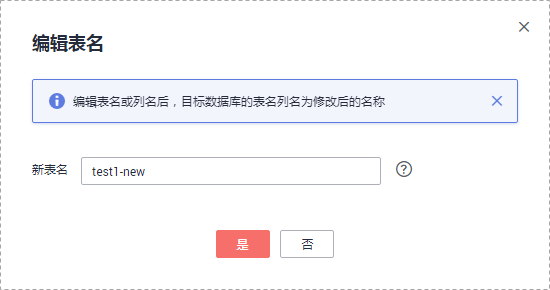 编辑表名
编辑表名或列名后，目标数据库的表名列名为修改后的名称
新表名
test1-new
是
否